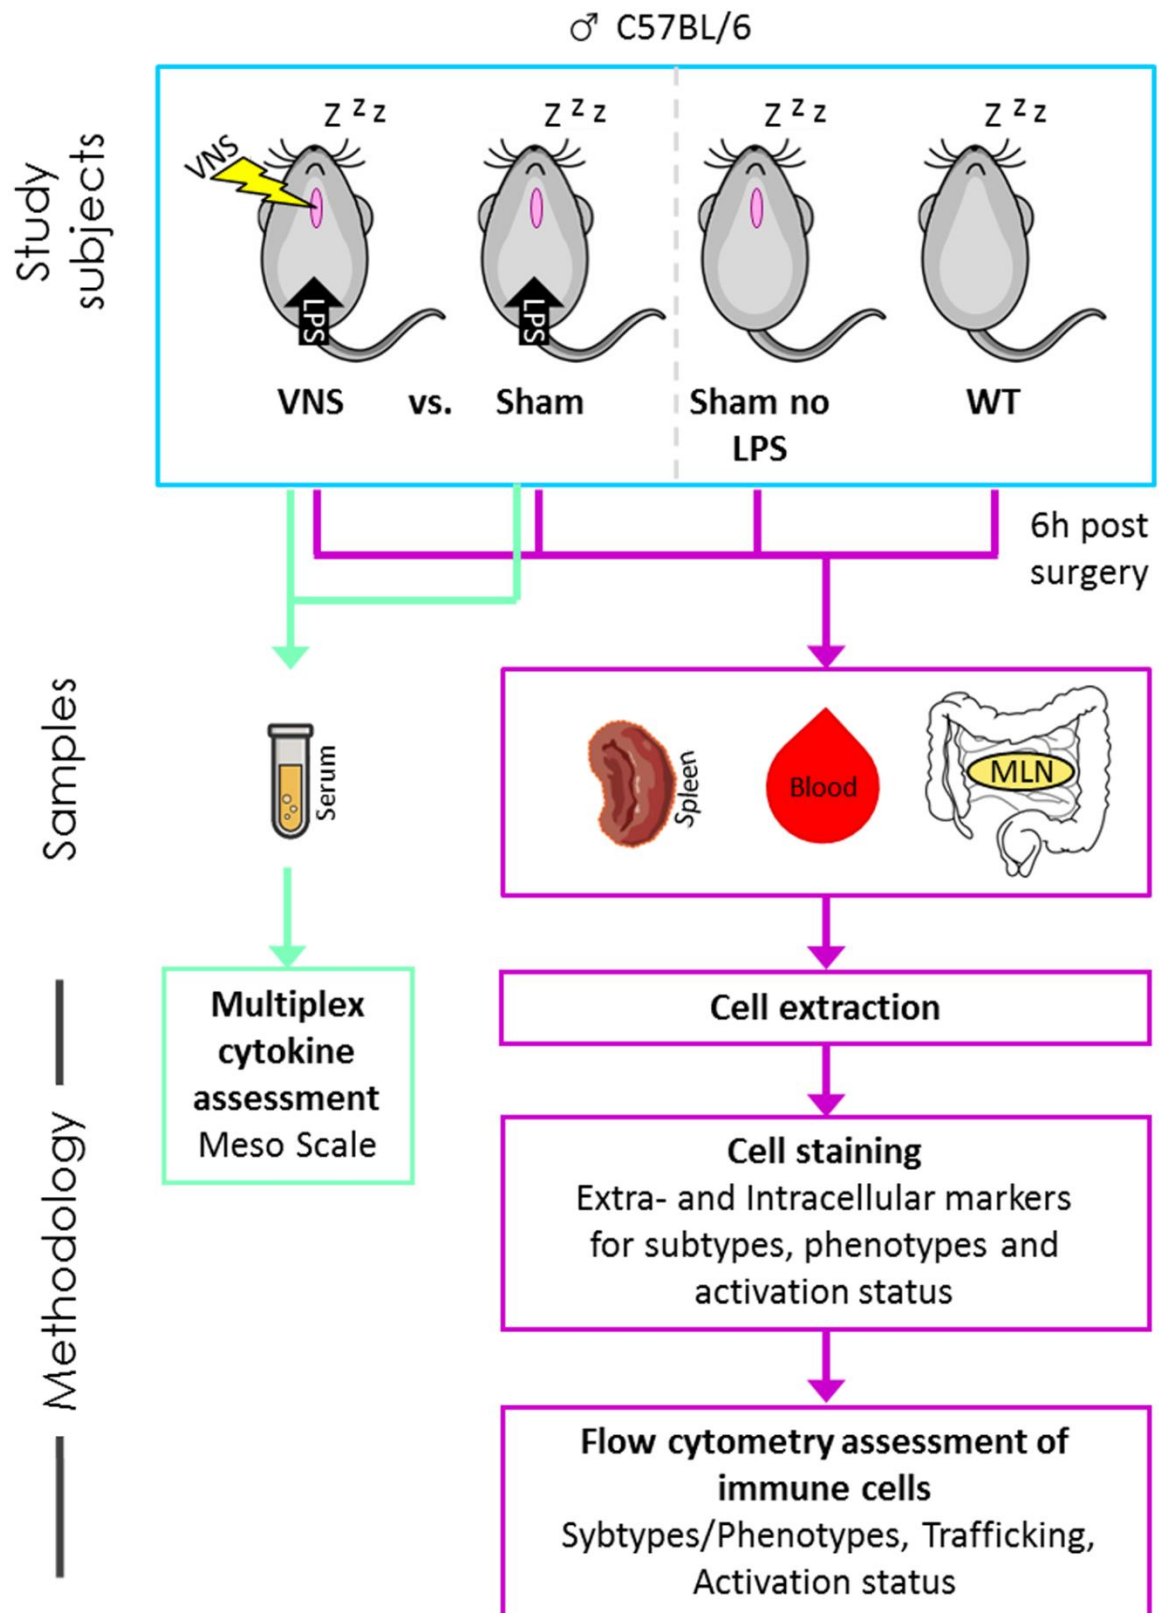 ♂ C57BL/6
Study
subjects
Z z z
Z z z
Z z z
Z z z
VNS
LPS
LPS
VNS vs. Sham
Sham no
LPS
WT
6h post
surgery
Samples
Serum
Spleen
Blood
MLN
Methodology
Multiplex
cytokine
assessment
Meso Scale
Cell extraction
Cell staining
Extra- and Intracellular markers
for subtypes, phenotypes and
activation status
Flow cytometry assessment of
immune cells
Sybtypes/Phenotypes, Trafficking,
Activation status